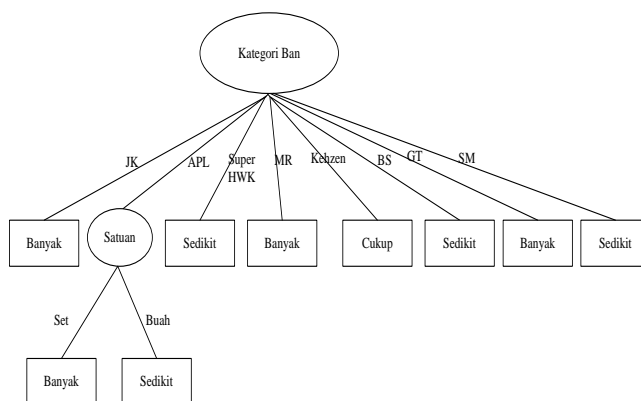 Kategori Ban
JK
APL
Super
HWK
MR
Kehzen
BS
GT
SM
Banyak
Satuan
Sedikit
Banyak
Cukup
Sedikit
Banyak
Sedikit
Set
Buah
Banyak
Sedikit